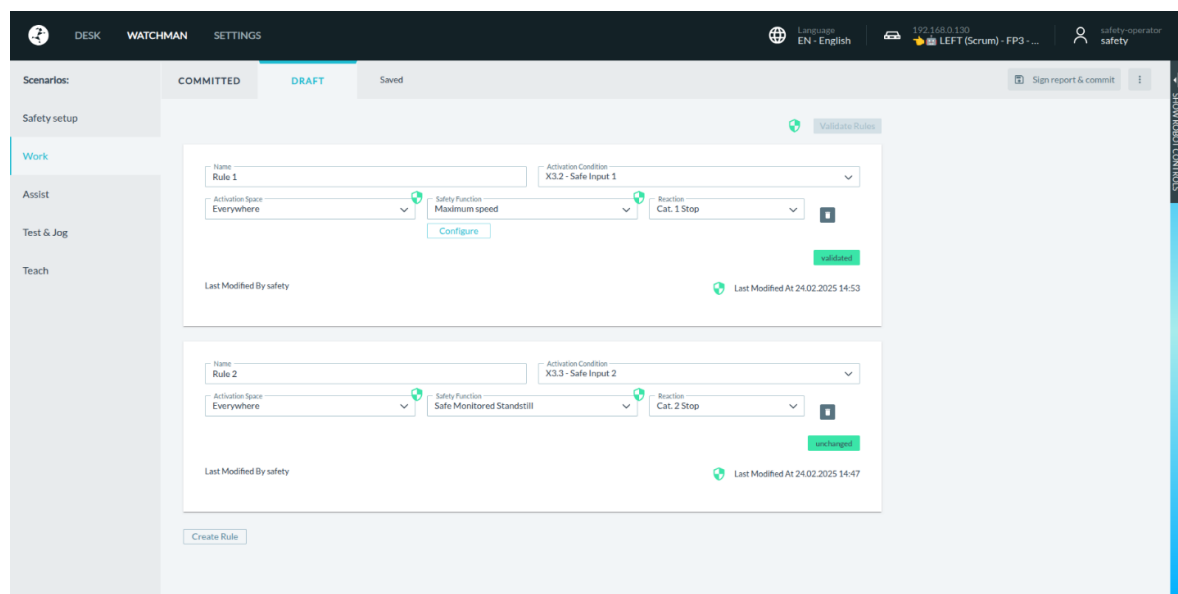 DESK WATCHMAN SETTINGS
Language
EN - English
192.168.0.130
LEFT (Scrum) - FP3 - ...
safety-operator
safety
Scenarios:
Safety setup
Work
Assist
Test & Jog
Teach
COMMITTED DRAFT Saved
Sign report & commit
SHOW ROBOT CONTROLS
Validate Rules
Name
Rule 1
Activation Condition
X3.2 - Safe Input 1
Activation Space
Everywhere
Safety Function
Maximum speed
Reaction
Cat. 1 Stop
Configure
validated
Last Modified By safety
Last Modified At 24.02.2025 14:53
Name
Rule 2
Activation Condition
X3.3 - Safe Input 2
Activation Space
Everywhere
Safety Function
Safe Monitored Standstill
Reaction
Cat. 2 Stop
unchanged
Last Modified By safety
Last Modified At 24.02.2025 14:47
Create Rule